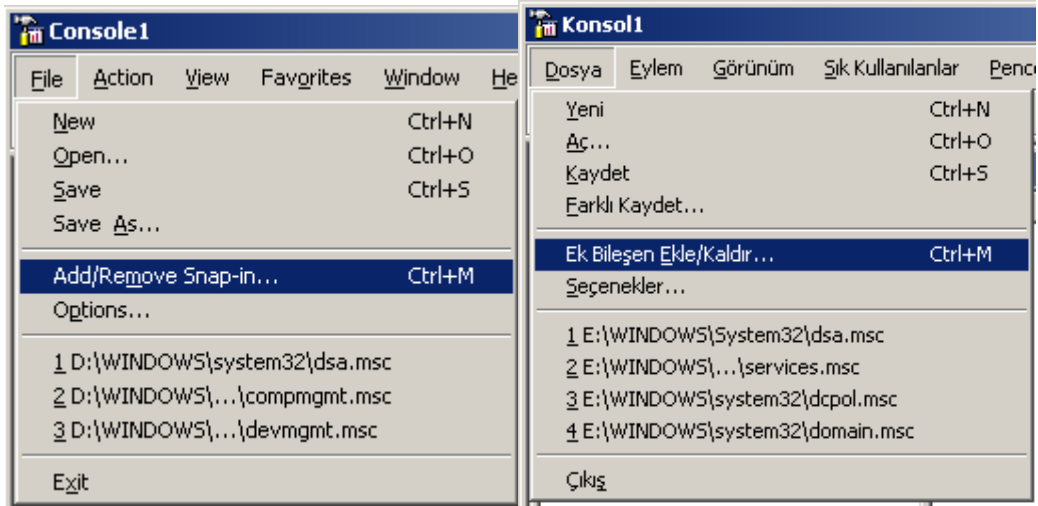 Console1
File Action View Favorites Window He
New Ctrl+N
Open... Ctrl+O
Save Ctrl+S
Save As...
Add/Remove Snap-in... Ctrl+M
Options...
1 D:\WINDOWS\system32\dsa.msc
2 D:\WINDOWS\...\compmgmt.msc
3 D:\WINDOWS\...\devmgmt.msc
Exit
Konsol1
Dosya Eylem Görünüm Sık Kullanılanlar Penc
Yeni Ctrl+N
Aç... Ctrl+O
Kaydet Ctrl+S
Farklı Kaydet...
Ek Bileşen Ekle/Kaldır... Ctrl+M
Seçenekler...
1 E:\WINDOWS\System32\dsa.msc
2 E:\WINDOWS\...\services.msc
3 E:\WINDOWS\system32\dcpol.msc
4 E:\WINDOWS\system32\domain.msc
Çıkış